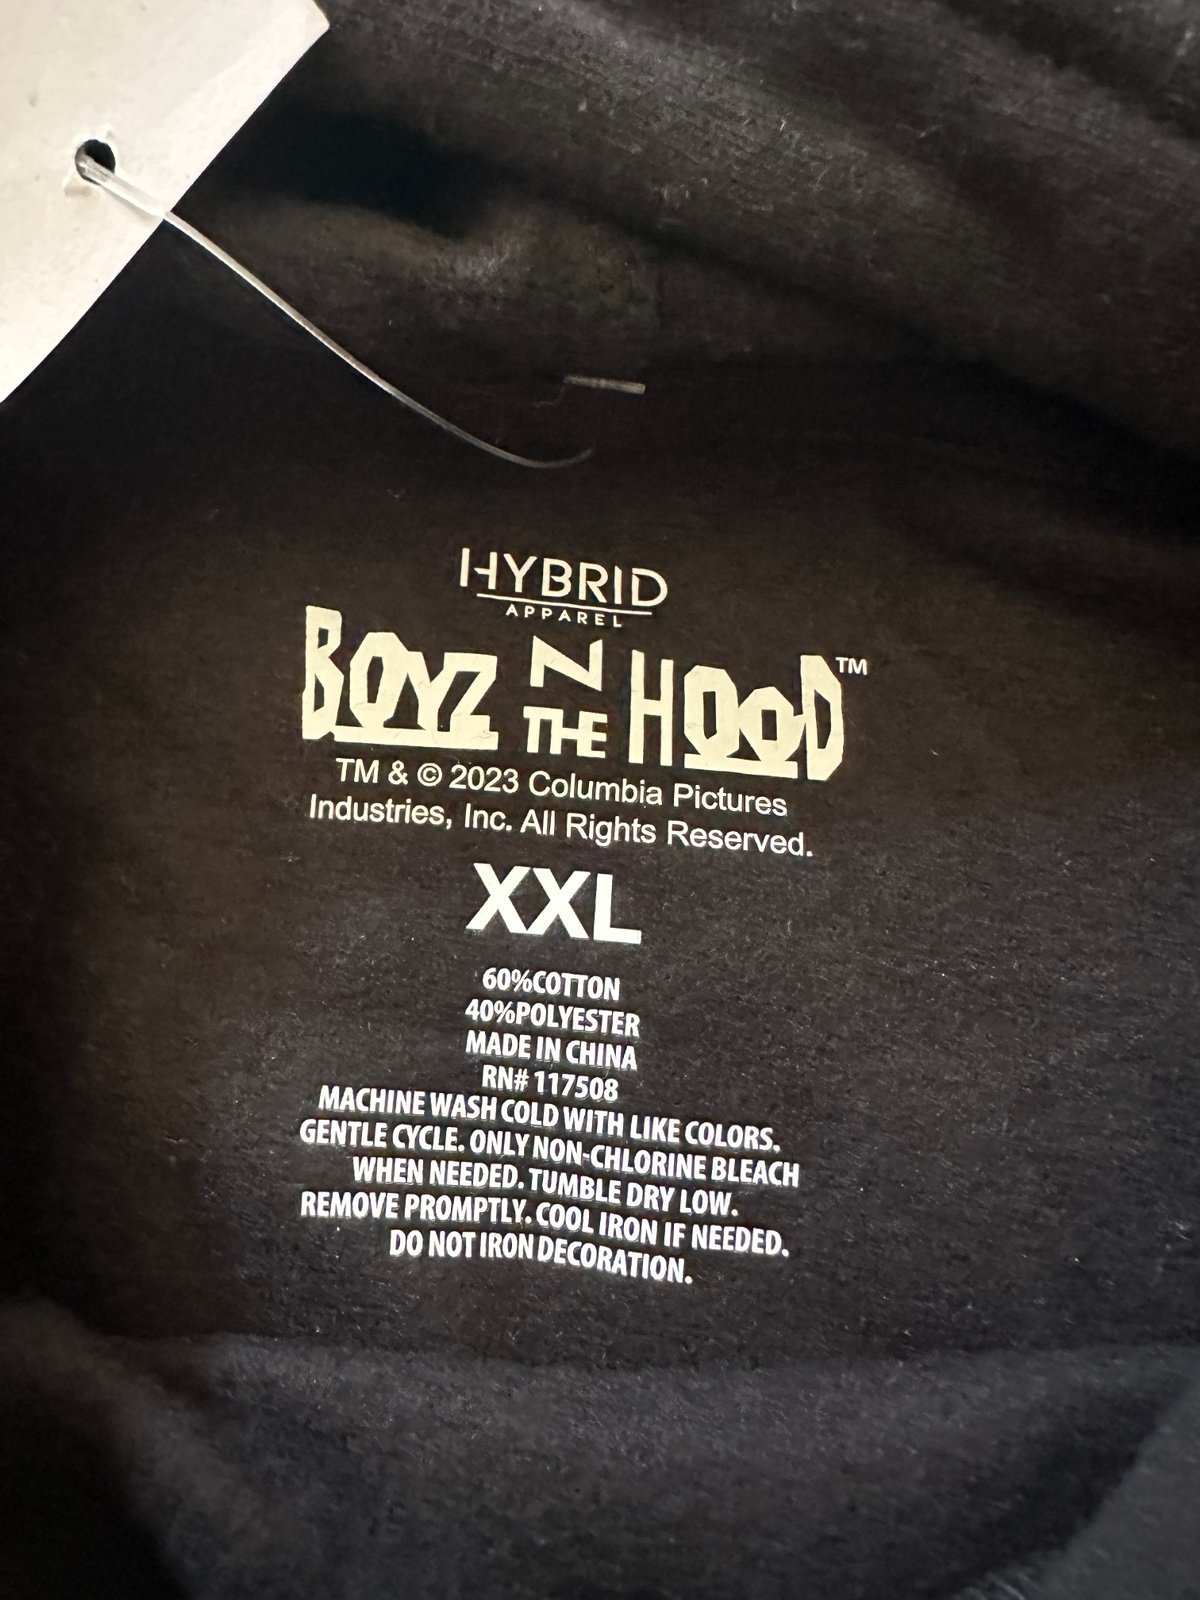 HYBRID
APPAREL
BOYZ N THE HOOD™
TM & © 2023 Columbia Pictures
Industries, Inc. All Rights Reserved.
XXL
60%COTTON
40%POLYESTER
MADE IN CHINA
RN# 117508
MACHINE WASH COLD WITH LIKE COLORS.
GENTLE CYCLE. ONLY NON-CHLORINE BLEACH
WHEN NEEDED. TUMBLE DRY LOW.
REMOVE PROMPTLY. COOL IRON IF NEEDED.
DO NOT IRON DECORATION.